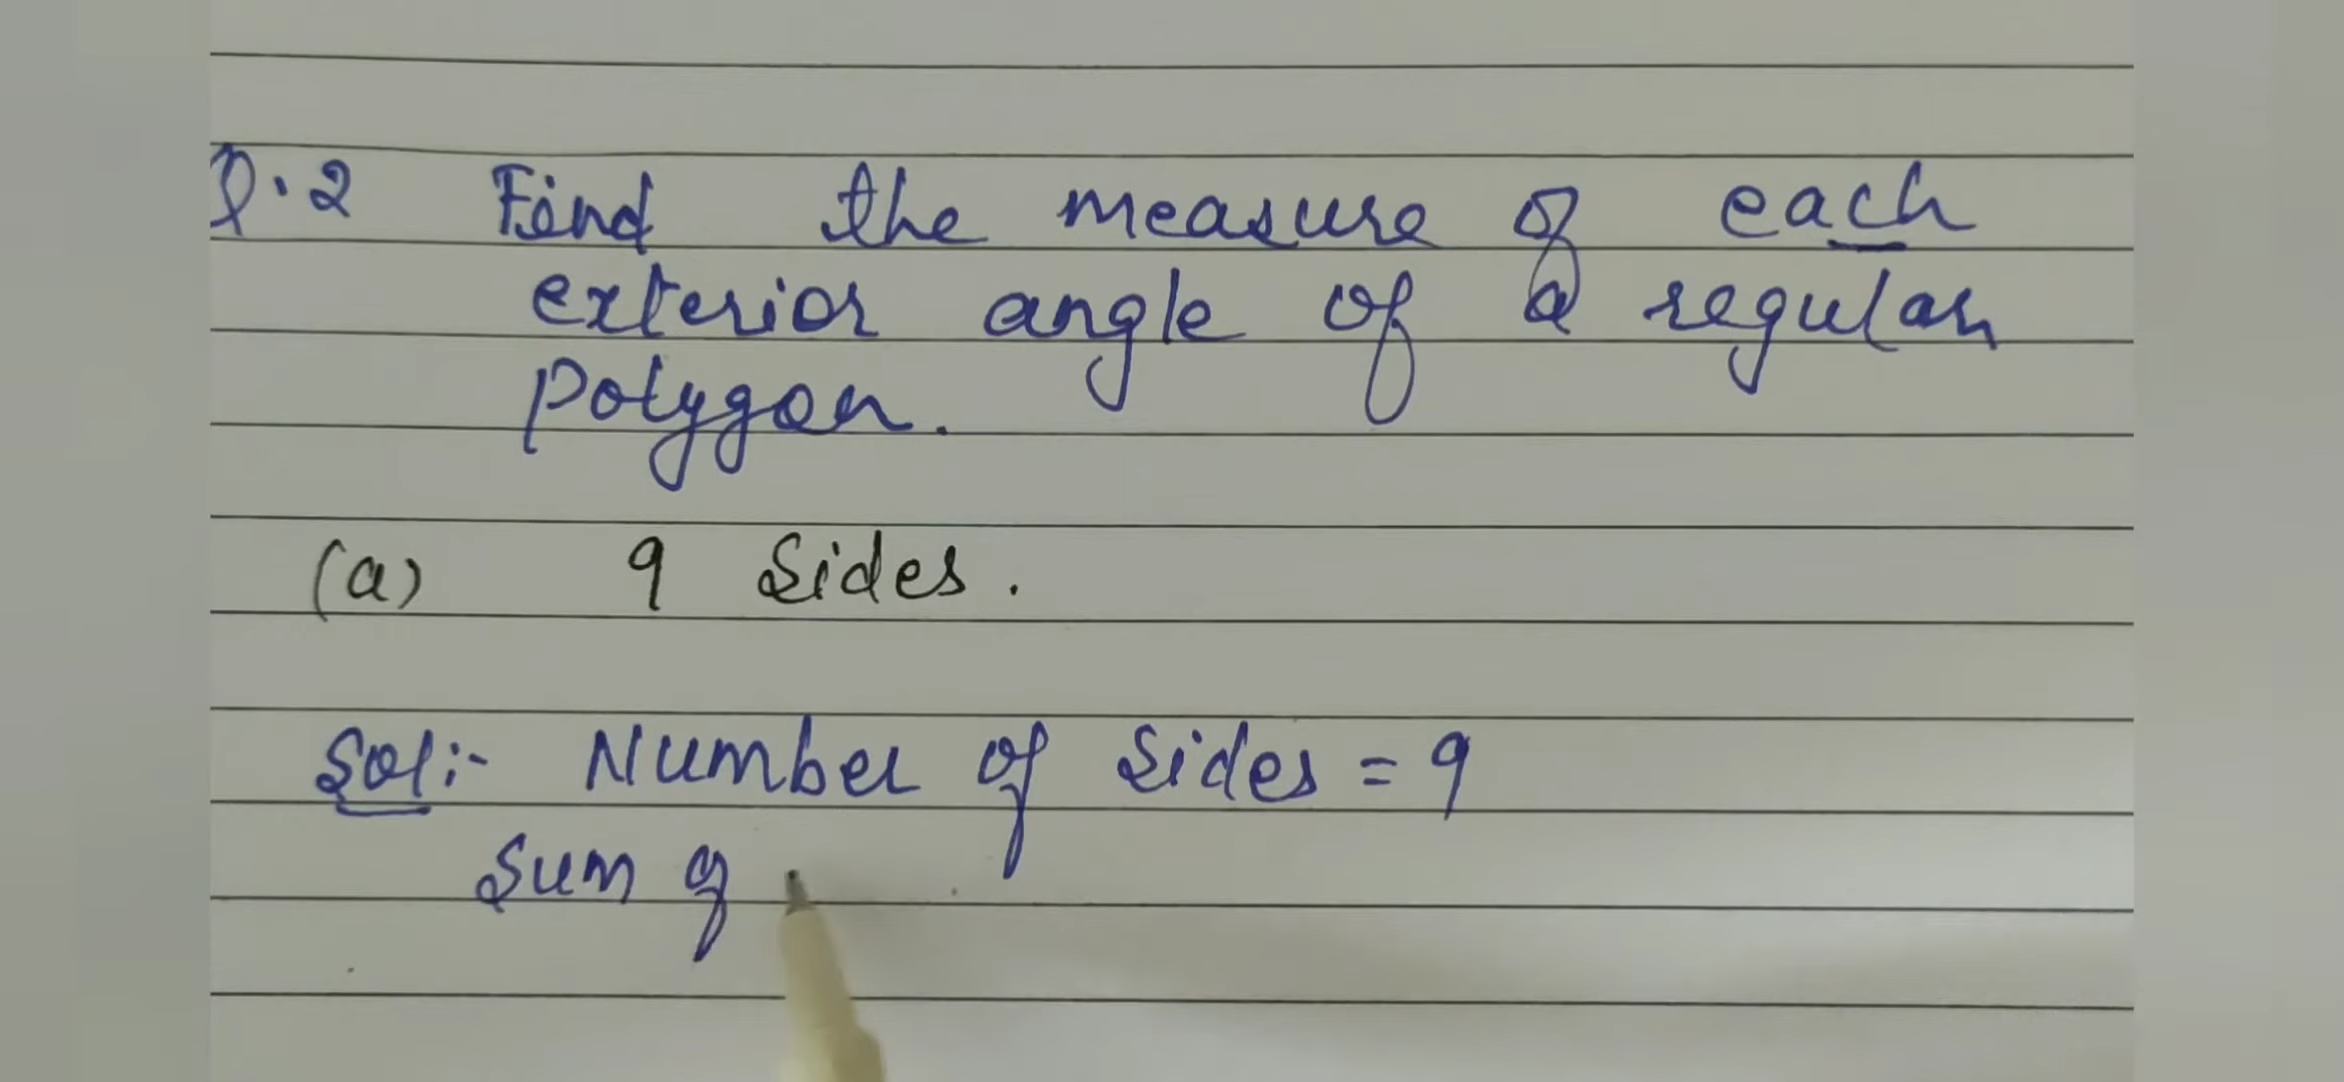 Q.2 Find the measure of each
exterior angle of a regular
polygon.
(a) 9 Sides.
Sol:- Number of Sides = 9
Sum of